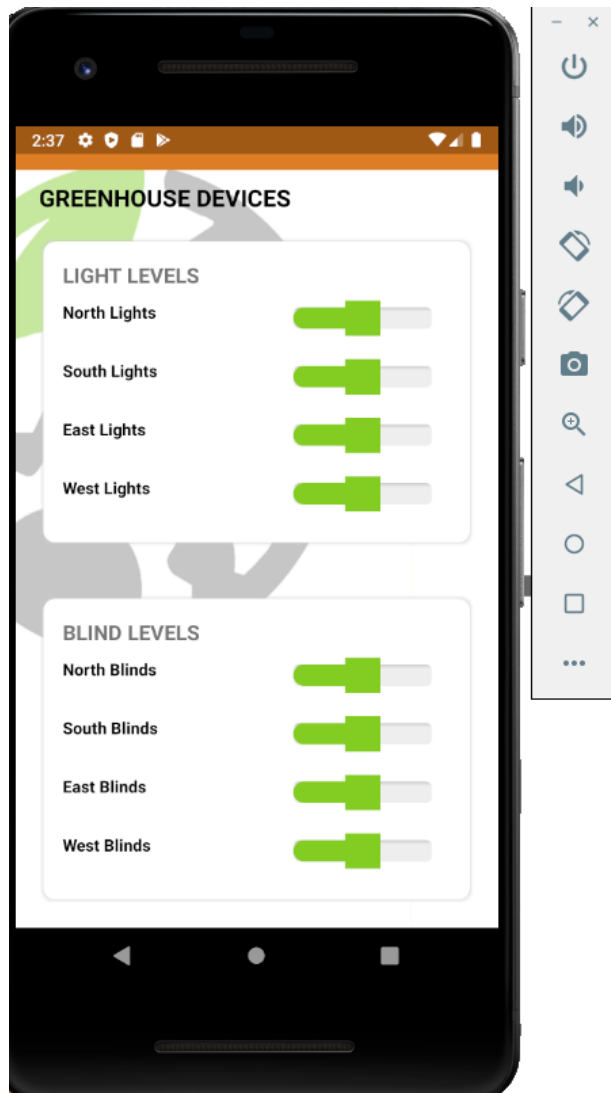 2:37
GREENHOUSE DEVICES
LIGHT LEVELS
North Lights
South Lights
East Lights
West Lights
BLIND LEVELS
North Blinds
South Blinds
East Blinds
West Blinds